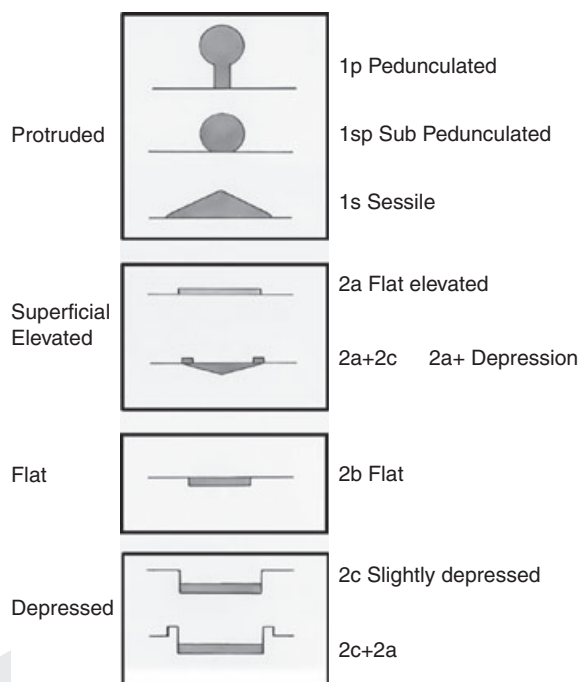 Protruded
1p Pedunculated
1sp Sub Pedunculated
1s Sessile
Superficial
Elevated
2a Flat elevated
2a+2c 2a+ Depression
Flat
2b Flat
Depressed
2c Slightly depressed
2c+2a